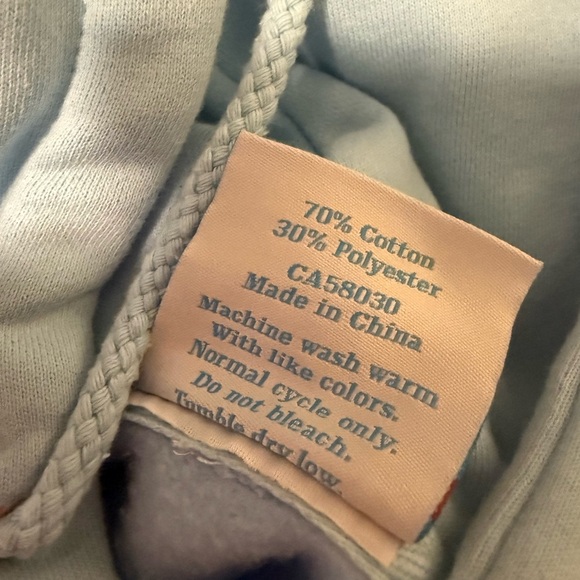 70% Cotton
30% Polyester
CA58030
Made in China
Machine wash warm
With like colors.
Normal cycle only.
Do not bleach.
Tumble dry low.